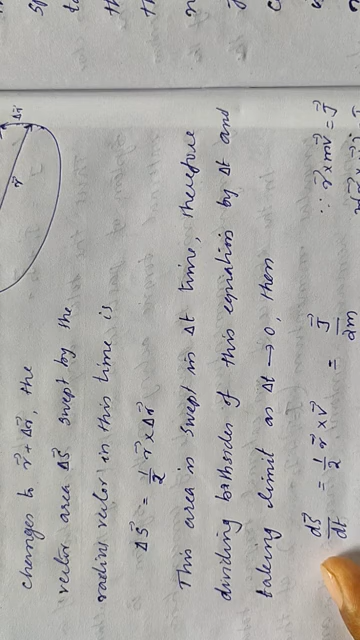 Δr⃗
r⃗
changes to r⃗ + Δr⃗, the
vector area ΔS⃗ swept by the
radius vector in this time is
ΔS⃗ = 1/2 r⃗ × Δr⃗
This area is swept in Δt time, therefore
dividing bothsides of this equation by Δt and
taking limit as Δt → 0, then
dS⃗/dt = 1/2 r⃗ × v⃗ = J⃗/2m ∵ r⃗ × mv⃗ = J⃗